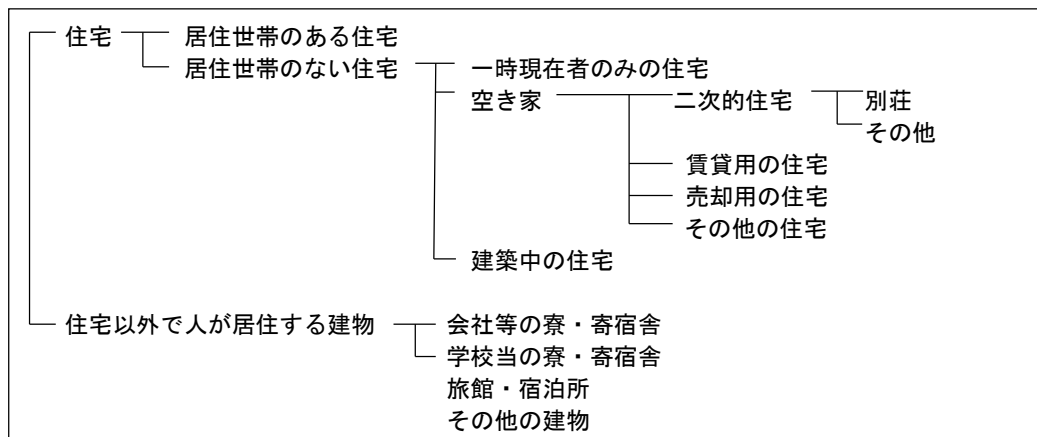 住宅 居住世帯のある住宅
居住世帯のない住宅 一時現在者のみの住宅
空き家 二次的住宅 別荘
その他
賃貸用の住宅
売却用の住宅
その他の住宅
建築中の住宅
住宅以外で人が居住する建物 会社等の寮・寄宿舎
学校当の寮・寄宿舎
旅館・宿泊所
その他の建物